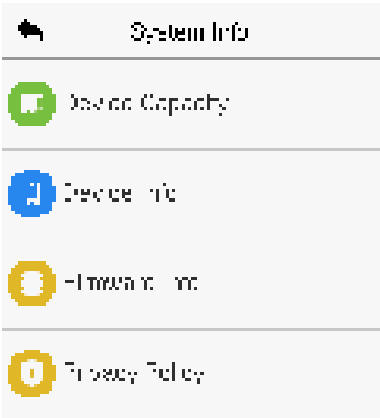 System Info
Device Capacity
Device Info
Firmware Info
Privacy Policy